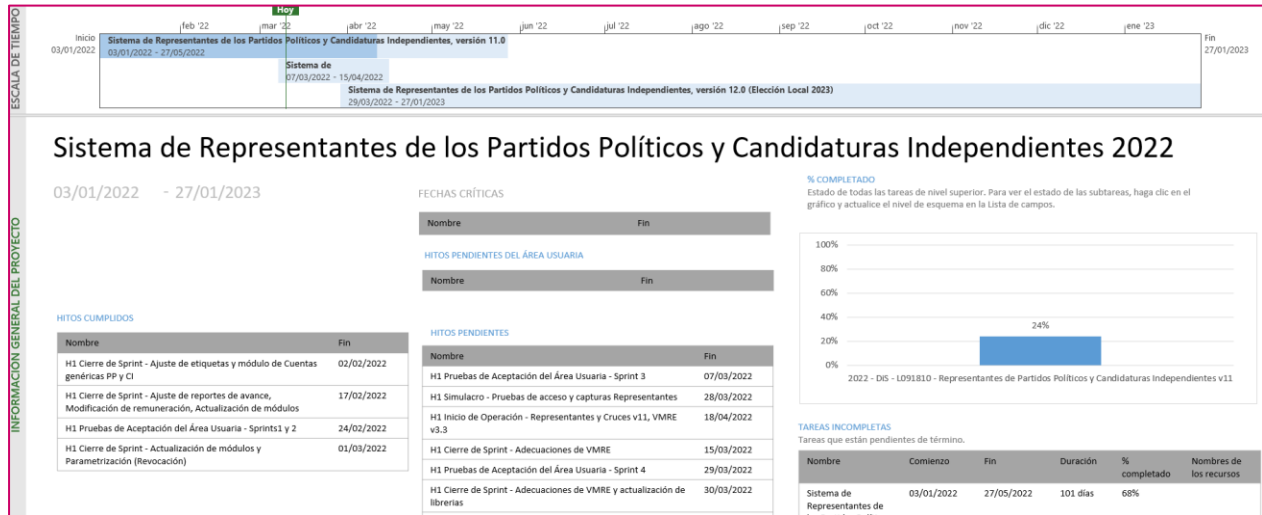 ESCALA DE TIEMPO
Hoy
feb '22 mar '22 abr '22 may '22 jun '22 jul '22 ago '22 sep '22 oct '22 nov '22 dic '22 ene '23
Inicio
03/01/2022
Sistema de Representantes de los Partidos Políticos y Candidaturas Independientes, versión 11.0
03/01/2022 - 27/05/2022
Sistema de
07/03/2022 - 15/04/2022
Sistema de Representantes de los Partidos Políticos y Candidaturas Independientes, versión 12.0 (Elección Local 2023)
29/03/2022 - 27/01/2023
Fin
27/01/2023
INFORMACIÓN GENERAL DEL PROYECTO
Sistema de Representantes de los Partidos Políticos y Candidaturas Independientes 2022
03/01/2022 - 27/01/2023
HITOS CUMPLIDOS
Nombre Fin
H1 Cierre de Sprint - Ajuste de etiquetas y módulo de Cuentas 02/02/2022
genéricas PP y CI
H1 Cierre de Sprint - Ajuste de reportes de avance, 17/02/2022
Modificación de remuneración, Actualización de módulos
H1 Pruebas de Aceptación del Área Usuaria - Sprints1 y 2 24/02/2022
H1 Cierre de Sprint - Actualización de módulos y 01/03/2022
Parametrización (Revocación)
FECHAS CRÍTICAS
Nombre Fin
HITOS PENDIENTES DEL ÁREA USUARIA
Nombre Fin
HITOS PENDIENTES
Nombre Fin
H1 Pruebas de Aceptación del Área Usuaria - Sprint 3 07/03/2022
H1 Simulacro - Pruebas de acceso y capturas Representantes 28/03/2022
H1 Inicio de Operación - Representantes y Cruces v11, VMRE 18/04/2022
v3.3
H1 Cierre de Sprint - Adecuaciones de VMRE 15/03/2022
H1 Pruebas de Aceptación del Área Usuaria - Sprint 4 29/03/2022
H1 Cierre de Sprint - Adecuaciones de VMRE y actualización de 30/03/2022
librerias
% COMPLETADO
Estado de todas las tareas de nivel superior. Para ver el estado de las subtareas, haga clic en el
gráfico y actualice el nivel de esquema en la Lista de campos.
100%
80%
60%
40%
20%
0%
24%
2022 - DIS - L091810 - Representantes de Partidos Políticos y Candidaturas Independientes v11
TAREAS INCOMPLETAS
Tareas que están pendientes de término.
Nombre Comienzo Fin Duración % completado Nombres de los recursos
Sistema de 03/01/2022 27/05/2022 101 días 68%
Representantes de